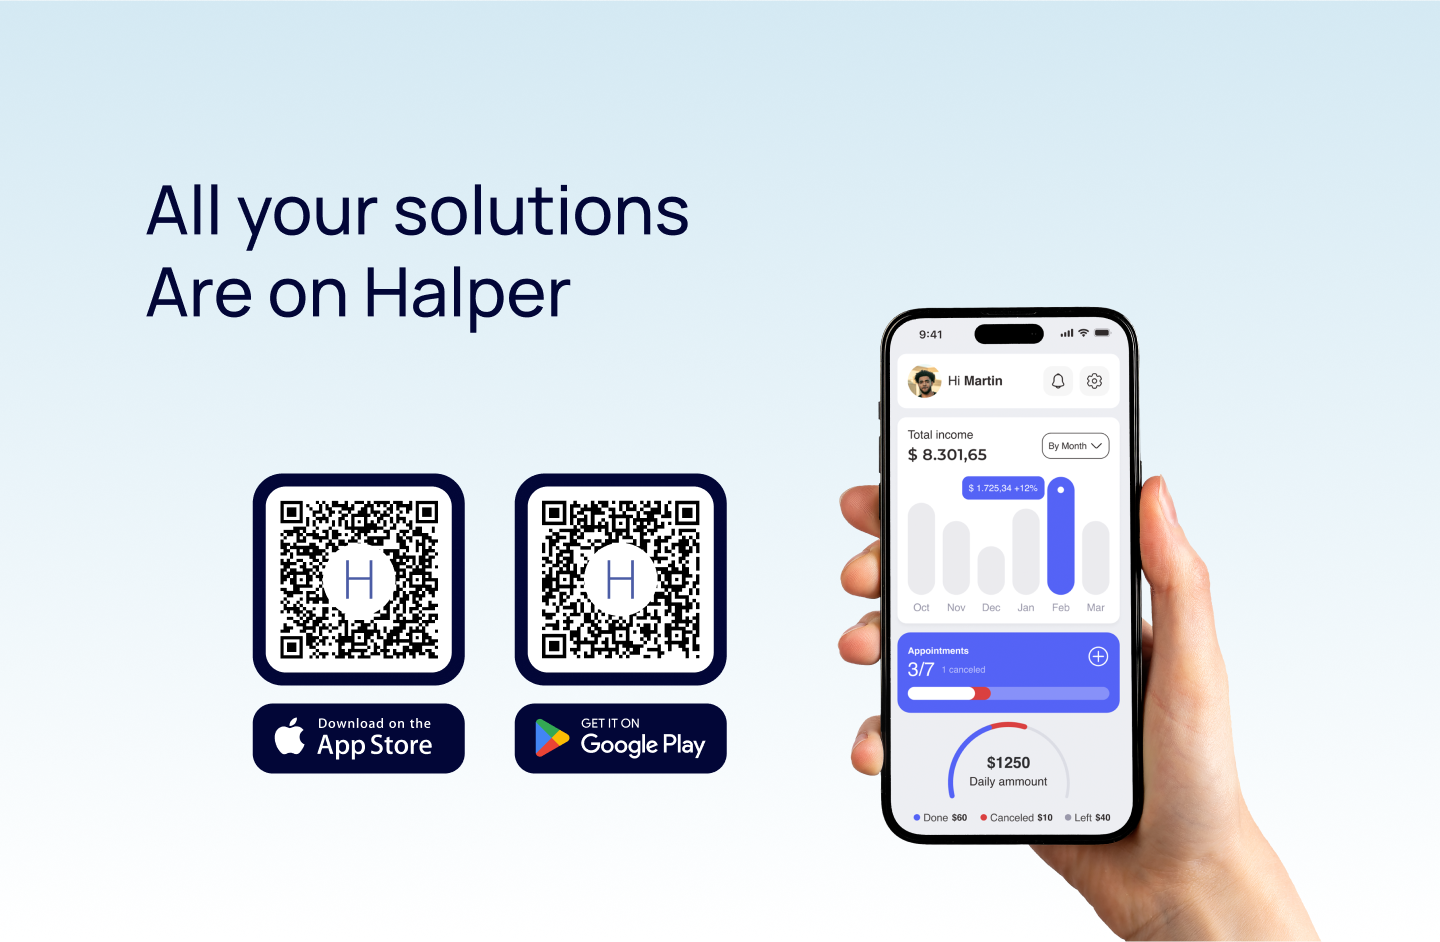 All your solutions
Are on Halper
H
H
Download on the
App Store
GET IT ON
Google Play
9:41
Hi Martin
Total income
$ 8.301,65
By Month
$ 1.725,34 +12%
Oct Nov Dec Jan Feb Mar
Appointments
3/7 1 canceled
$1250
Daily ammount
Done $60 Canceled $10 Left $40